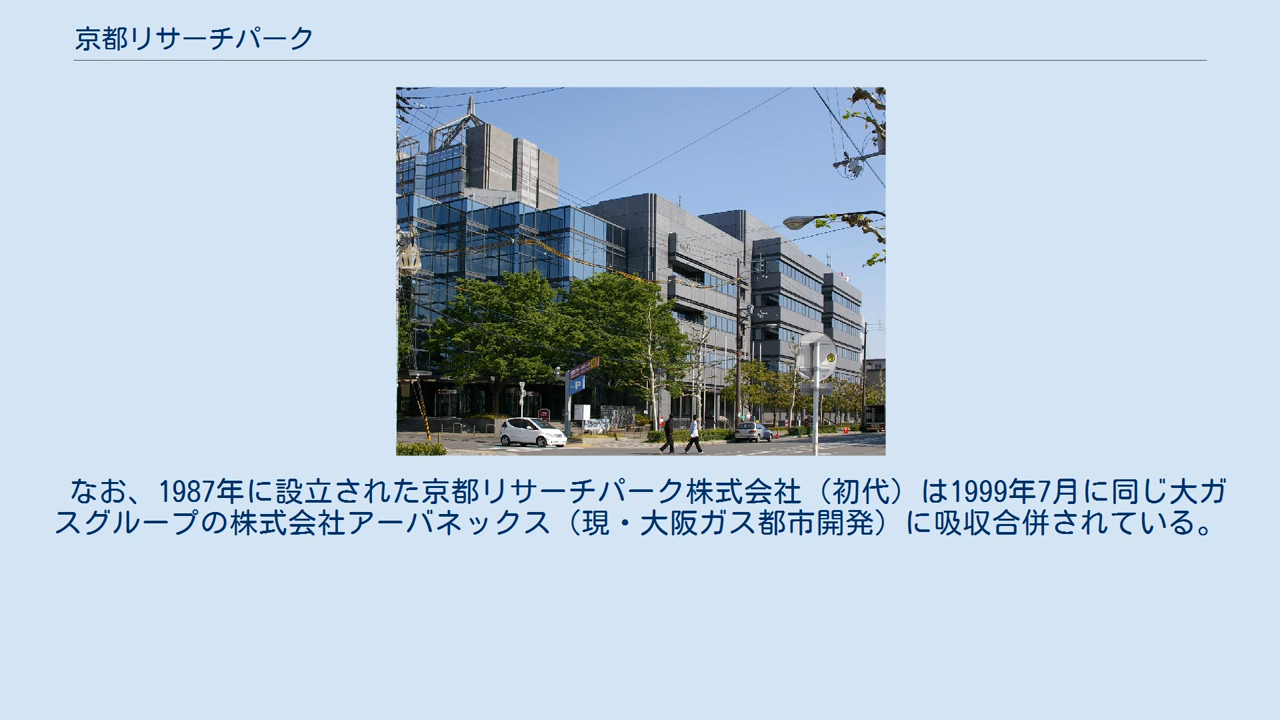 京都リサーチパーク
P
なお、1987年に設立された京都リサーチパーク株式会社（初代）は1999年7月に同じ大ガ
スグループの株式会社アーバネックス（現・大阪ガス都市開発）に吸収合併されている。